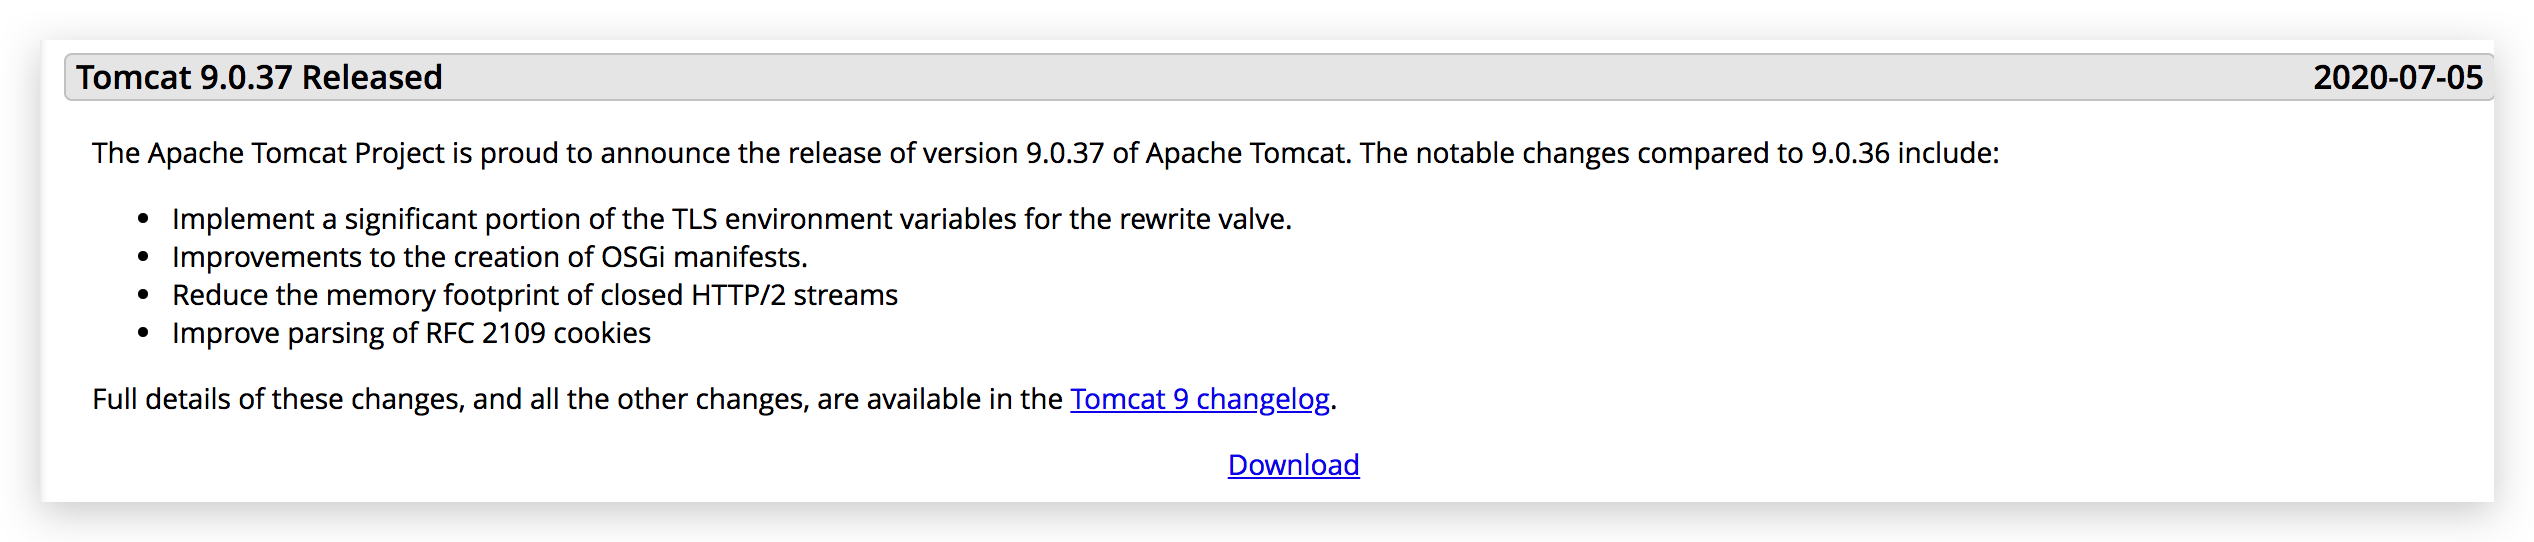 Tomcat 9.0.37 Released 2020-07-05
The Apache Tomcat Project is proud to announce the release of version 9.0.37 of Apache Tomcat. The notable changes compared to 9.0.36 include:
• Implement a significant portion of the TLS environment variables for the rewrite valve.
• Improvements to the creation of OSGi manifests.
• Reduce the memory footprint of closed HTTP/2 streams
• Improve parsing of RFC 2109 cookies
Full details of these changes, and all the other changes, are available in the Tomcat 9 changelog.
Download